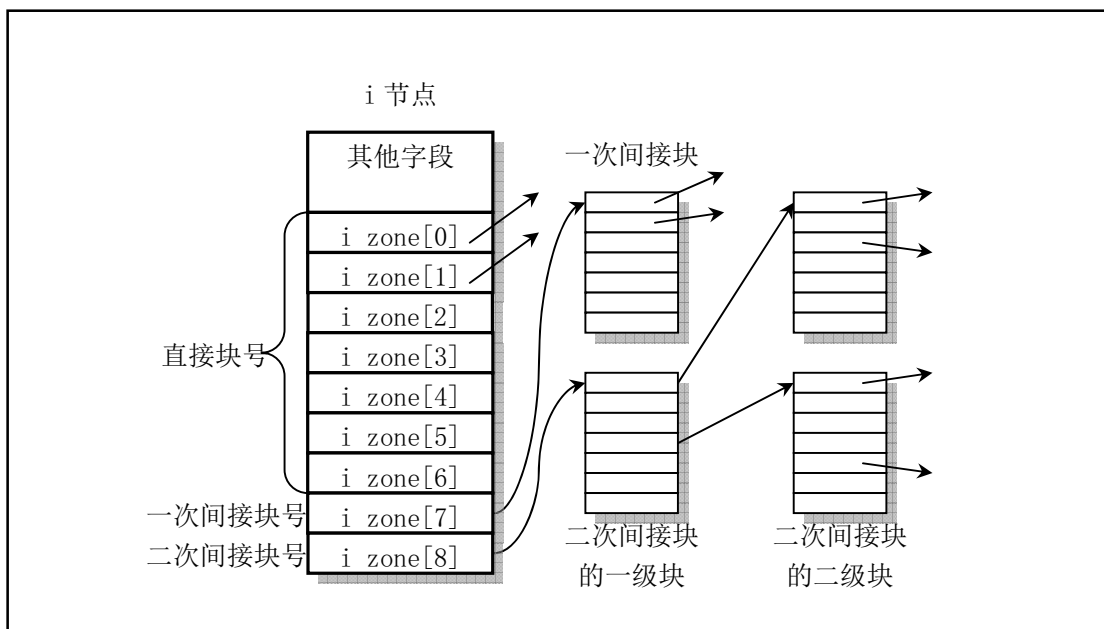 i 节点
其他字段
一次间接块
i zone[0]
i zone[1]
i zone[2]
直接块号
i zone[3]
i zone[4]
i zone[5]
i zone[6]
一次间接块号
i zone[7]
二次间接块号
i zone[8]
二次间接块
的一级块
二次间接块
的二级块